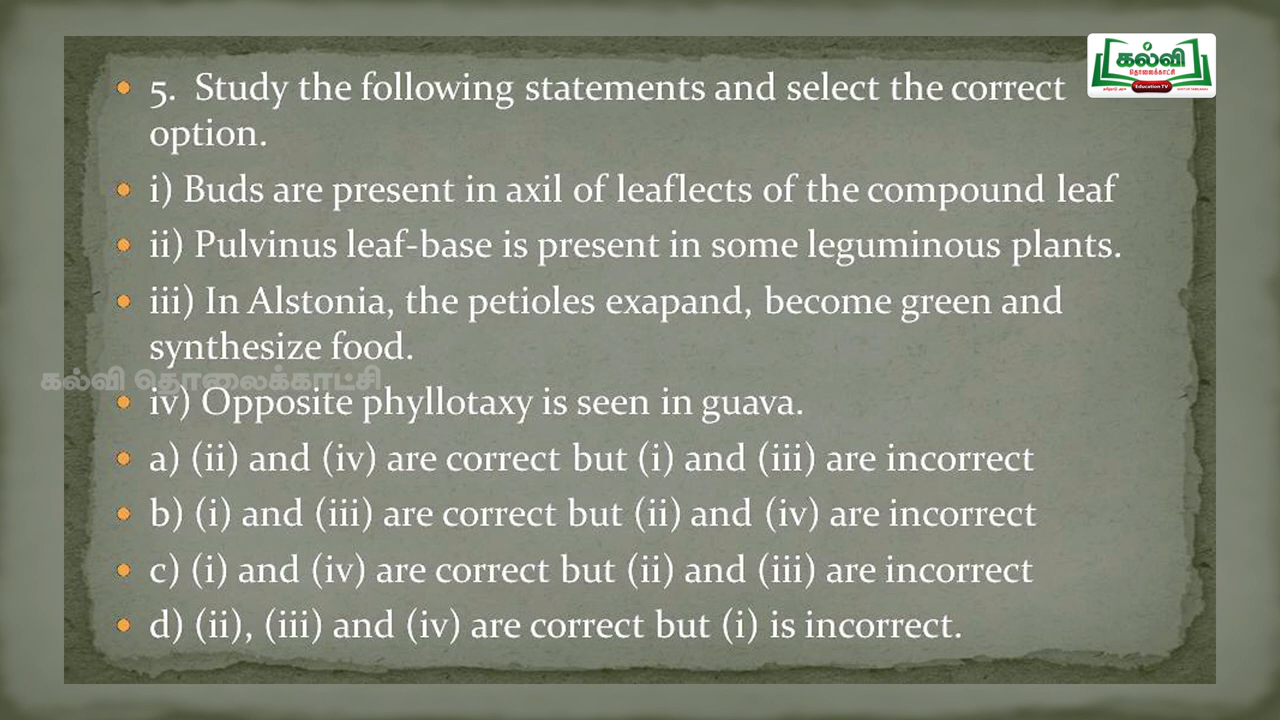 கல்வி
தொலைக்காட்சி
Education TV
• 5. Study the following statements and select the correct
option.
• i) Buds are present in axil of leaflects of the compound leaf
• ii) Pulvinus leaf-base is present in some leguminous plants.
• iii) In Alstonia, the petioles exapand, become green and
synthesize food.
கல்வி தொலைக்காட்சி
• iv) Opposite phyllotaxy is seen in guava.
• a) (ii) and (iv) are correct but (i) and (iii) are incorrect
• b) (i) and (iii) are correct but (ii) and (iv) are incorrect
• c) (i) and (iv) are correct but (ii) and (iii) are incorrect
• d) (ii), (iii) and (iv) are correct but (i) is incorrect.